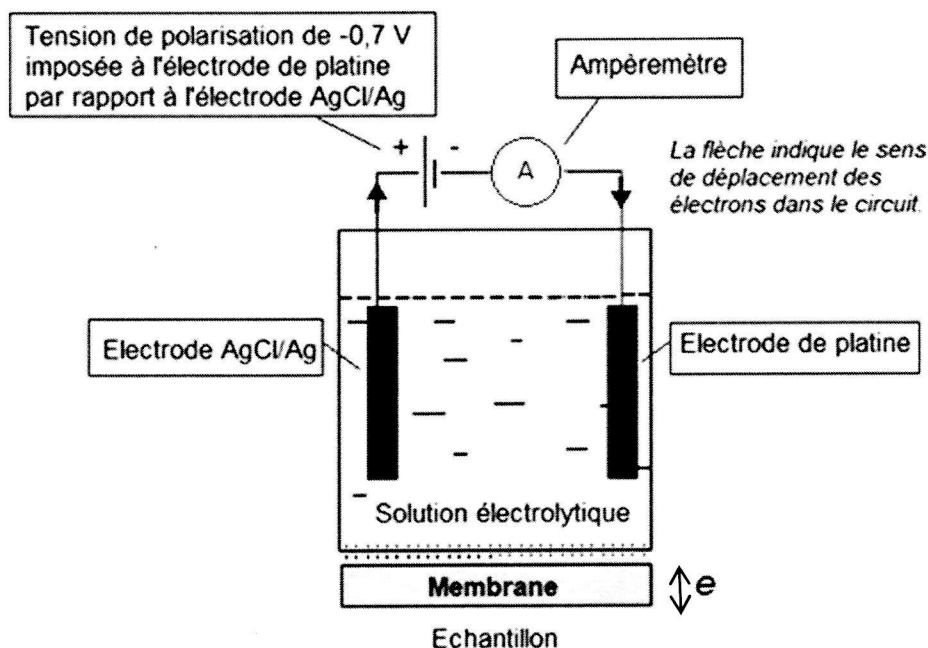 Tension de polarisation de -0,7 V
imposée à l'électrode de platine
par rapport à l'électrode AgCl/Ag
Ampèremètre
+ -
A
La flèche indique le sens
de déplacement des
électrons dans le circuit.
Electrode AgCl/Ag
Electrode de platine
Solution électrolytique
Membrane
e
Echantillon